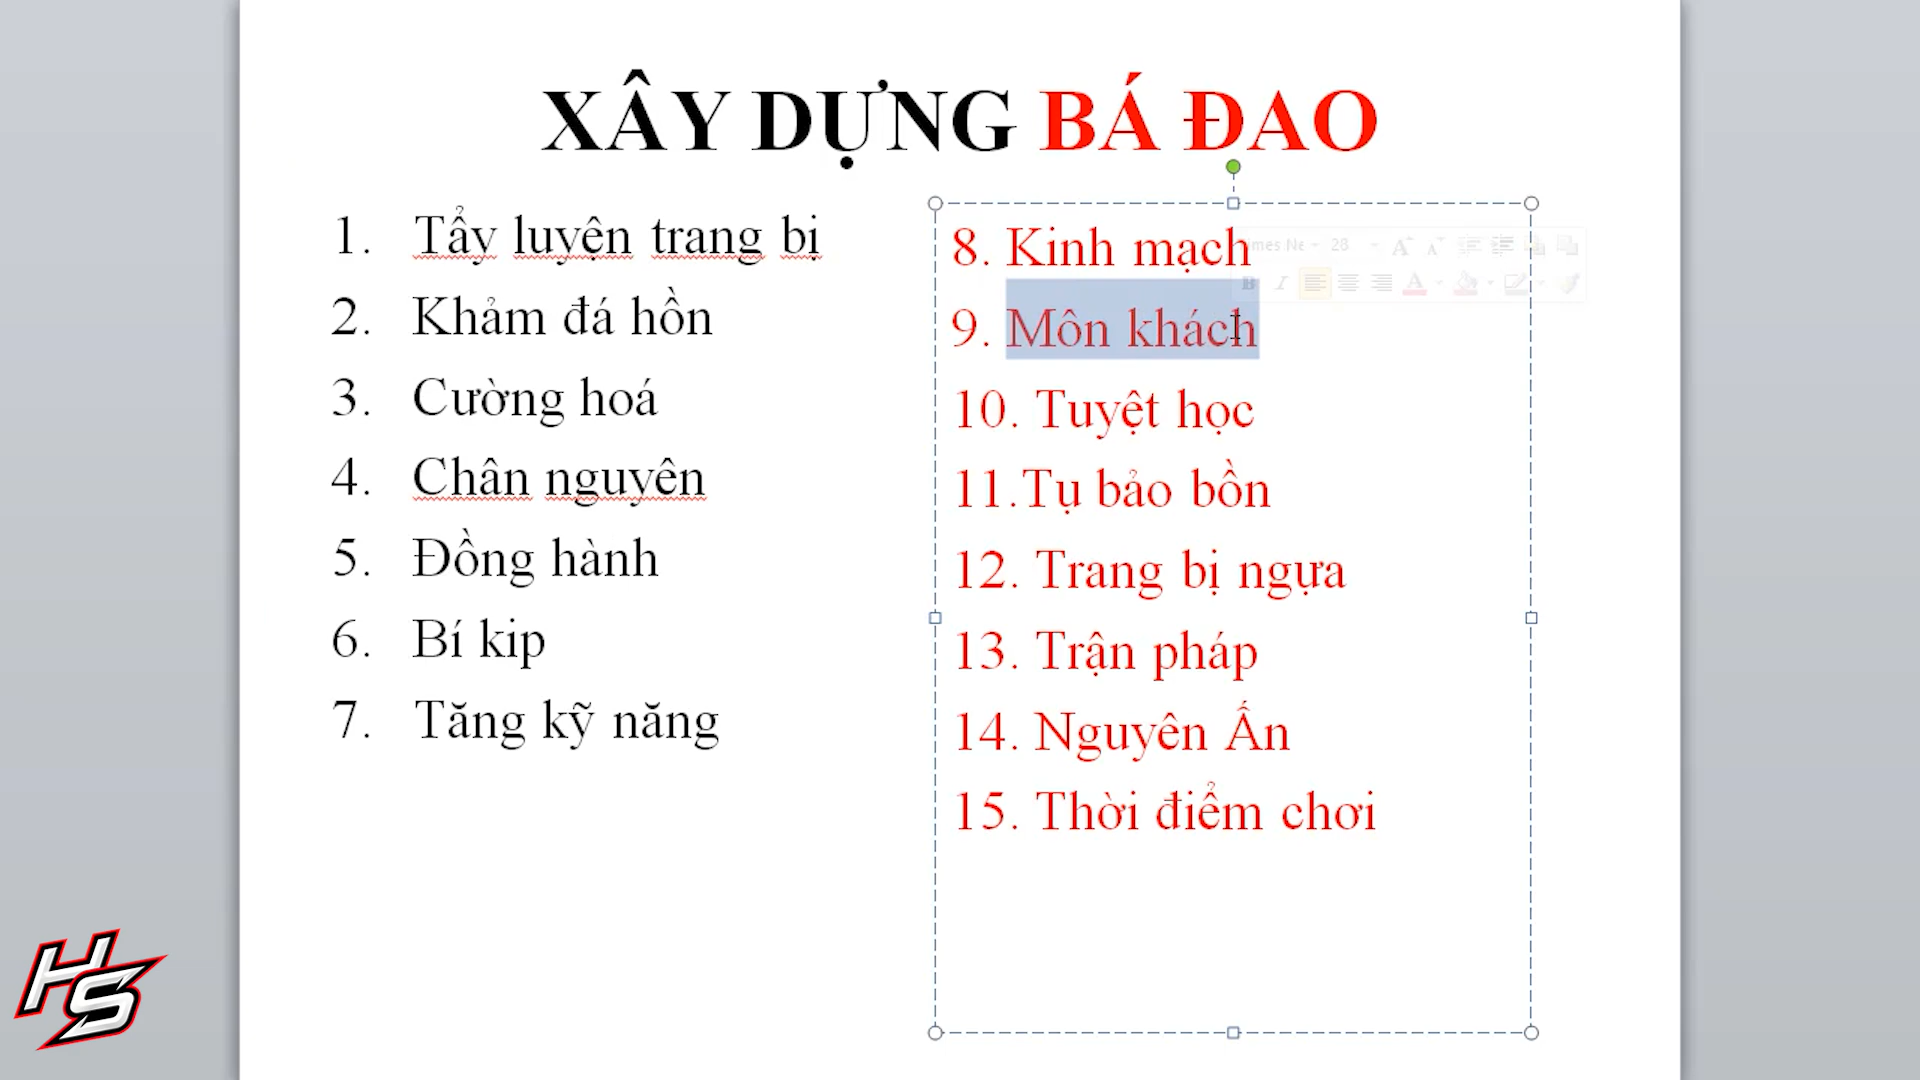 XÂY DỰNG BÁ ĐAO
1. Tẩy luyện trang bị
2. Khảm đá hồn
3. Cường hoá
4. Chân nguyên
5. Đồng hành
6. Bí kip
7. Tăng kỹ năng
8. Kinh mạch
9. Môn khách
10. Tuyệt học
11.Tụ bảo bồn
12. Trang bị ngựa
13. Trận pháp
14. Nguyên Ấn
15. Thời điểm chơi
28
HS